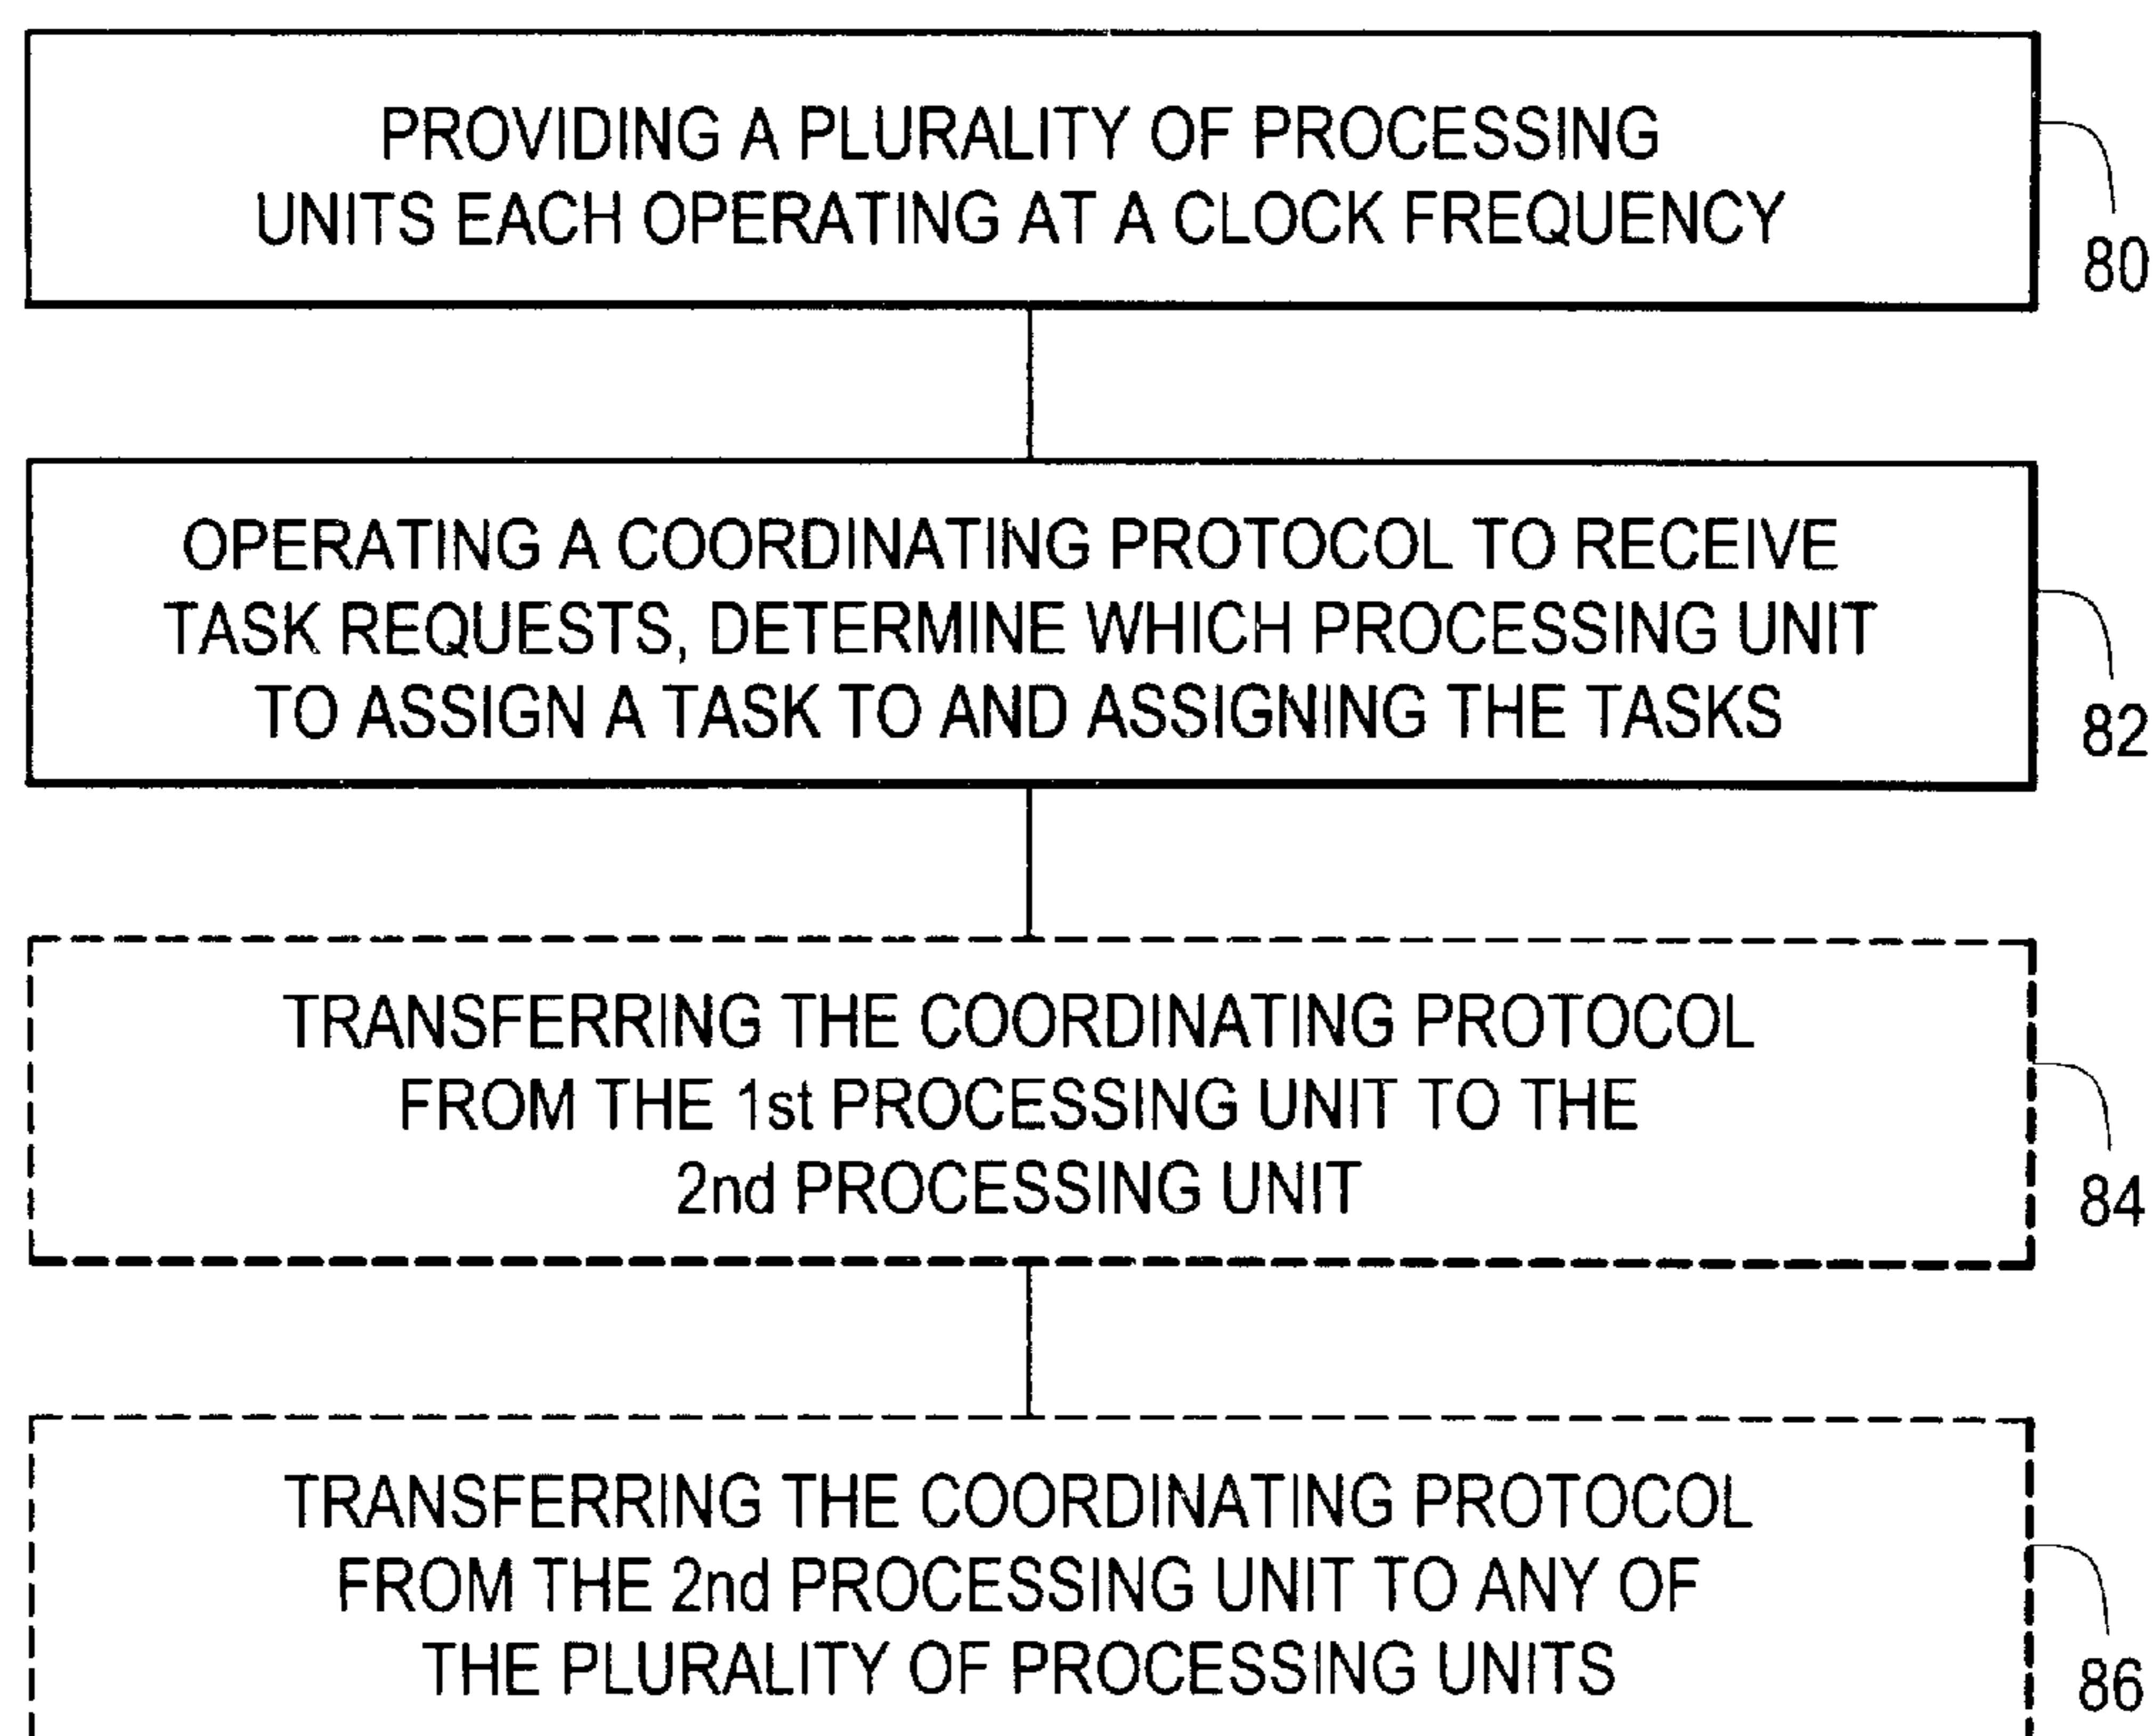 PROVIDING A PLURALITY OF PROCESSING
UNITS EACH OPERATING AT A CLOCK FREQUENCY
80
OPERATING A COORDINATING PROTOCOL TO RECEIVE
TASK REQUESTS, DETERMINE WHICH PROCESSING UNIT
TO ASSIGN A TASK TO AND ASSIGNING THE TASKS
82
TRANSFERRING THE COORDINATING PROTOCOL
FROM THE 1st PROCESSING UNIT TO THE
2nd PROCESSING UNIT
84
TRANSFERRING THE COORDINATING PROTOCOL
FROM THE 2nd PROCESSING UNIT TO ANY OF
THE PLURALITY OF PROCESSING UNITS
86